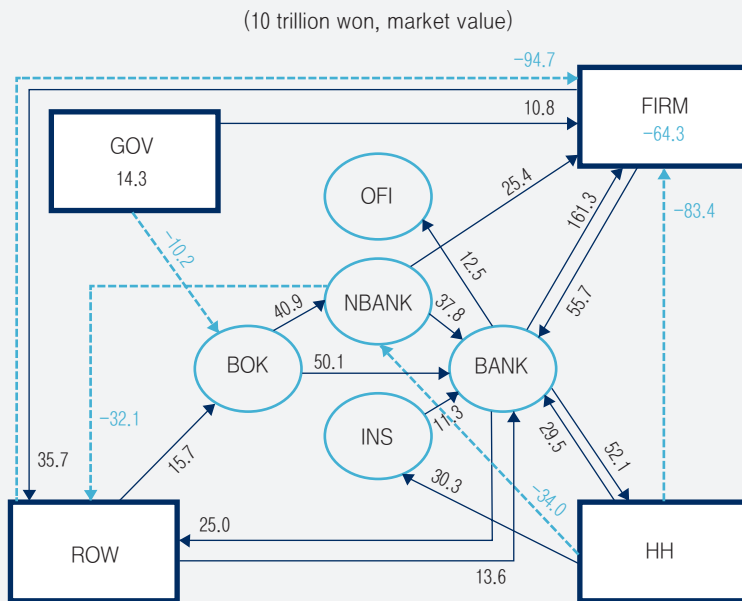 (10 trillion won, market value)
-94.7
FIRM
-64.3
10.8
GOV
14.3
OFI
25.4
161.3
-83.4
-10.2
12.5
55.7
NBANK
40.9
37.8
BOK
50.1
BANK
-32.1
11.3
INS
29.5
52.1
35.7
15.7
30.3
-34.0
25.0
ROW
HH
13.6